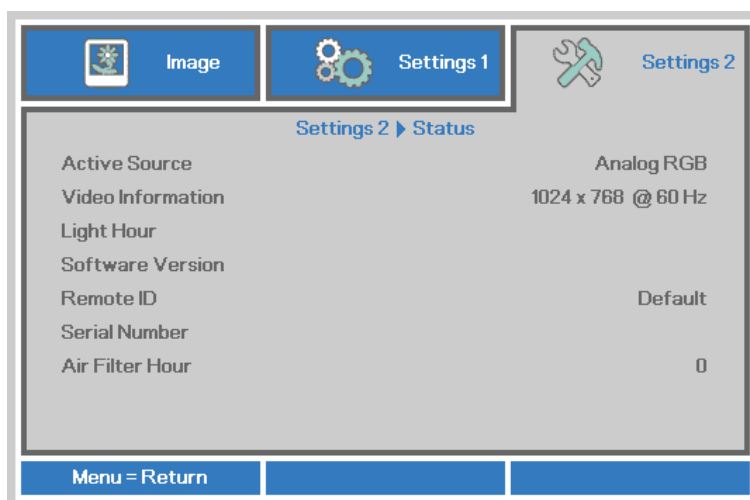 Image Settings 1 Settings 2
Settings 2 ▶ Status
Active Source Analog RGB
Video Information 1024 x 768 @ 60 Hz
Light Hour
Software Version
Remote ID Default
Serial Number
Air Filter Hour 0
Menu = Return